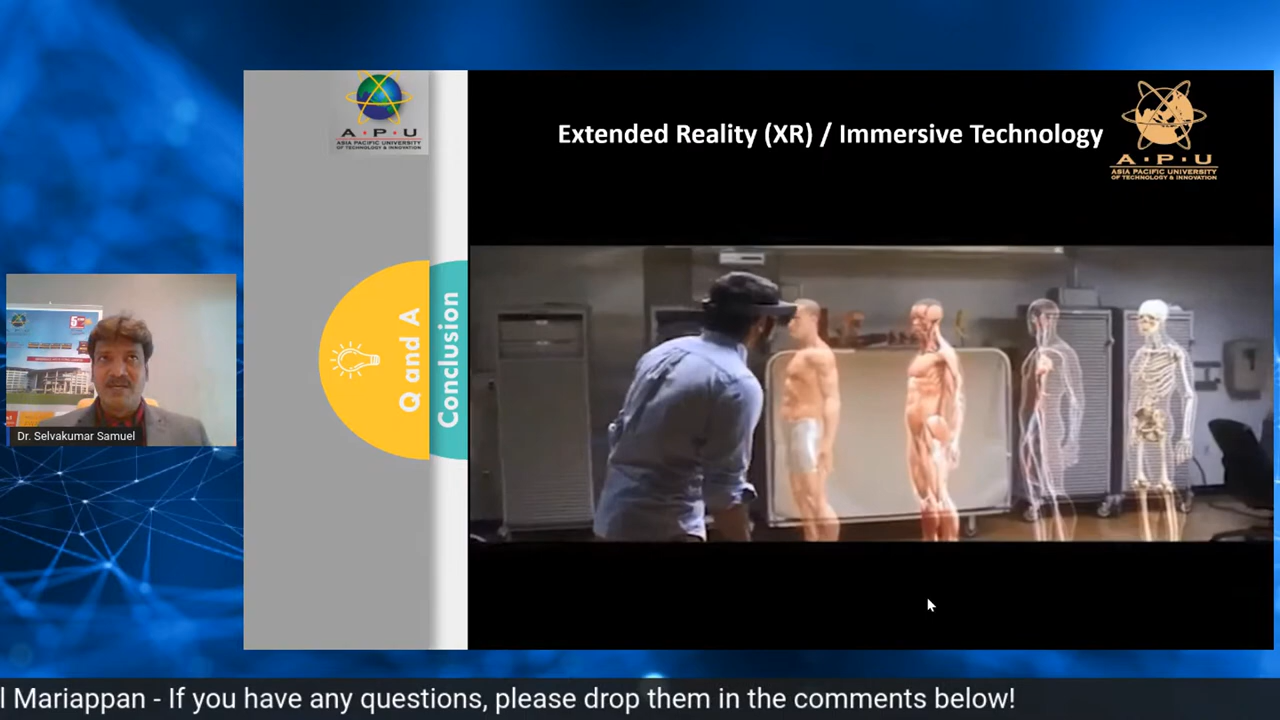 A·P·U
ASIA PACIFIC UNIVERSITY
OF TECHNOLOGY & INNOVATION
Extended Reality (XR) / Immersive Technology
A·P·U
ASIA PACIFIC UNIVERSITY
OF TECHNOLOGY & INNOVATION
Q and A
Conclusion
Dr. Selvakumar Samuel
l Mariappan - If you have any questions, please drop them in the comments below!